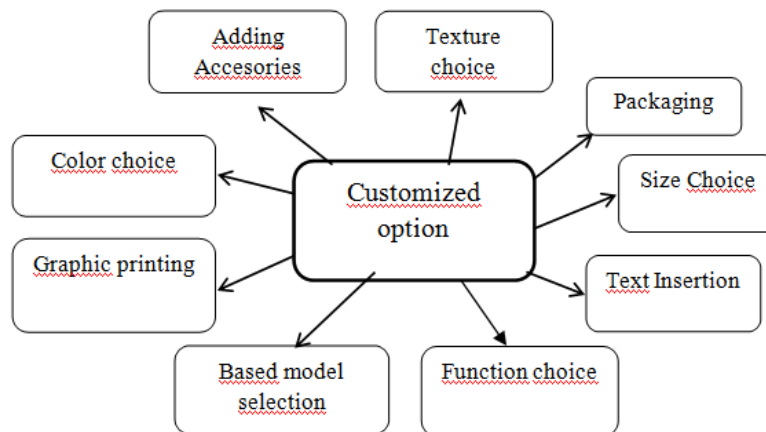 Adding
Accesories
Texture
choice
Packaging
Color choice
Customized
option
Size Choice
Graphic printing
Text Insertion
Based model
selection
Function choice